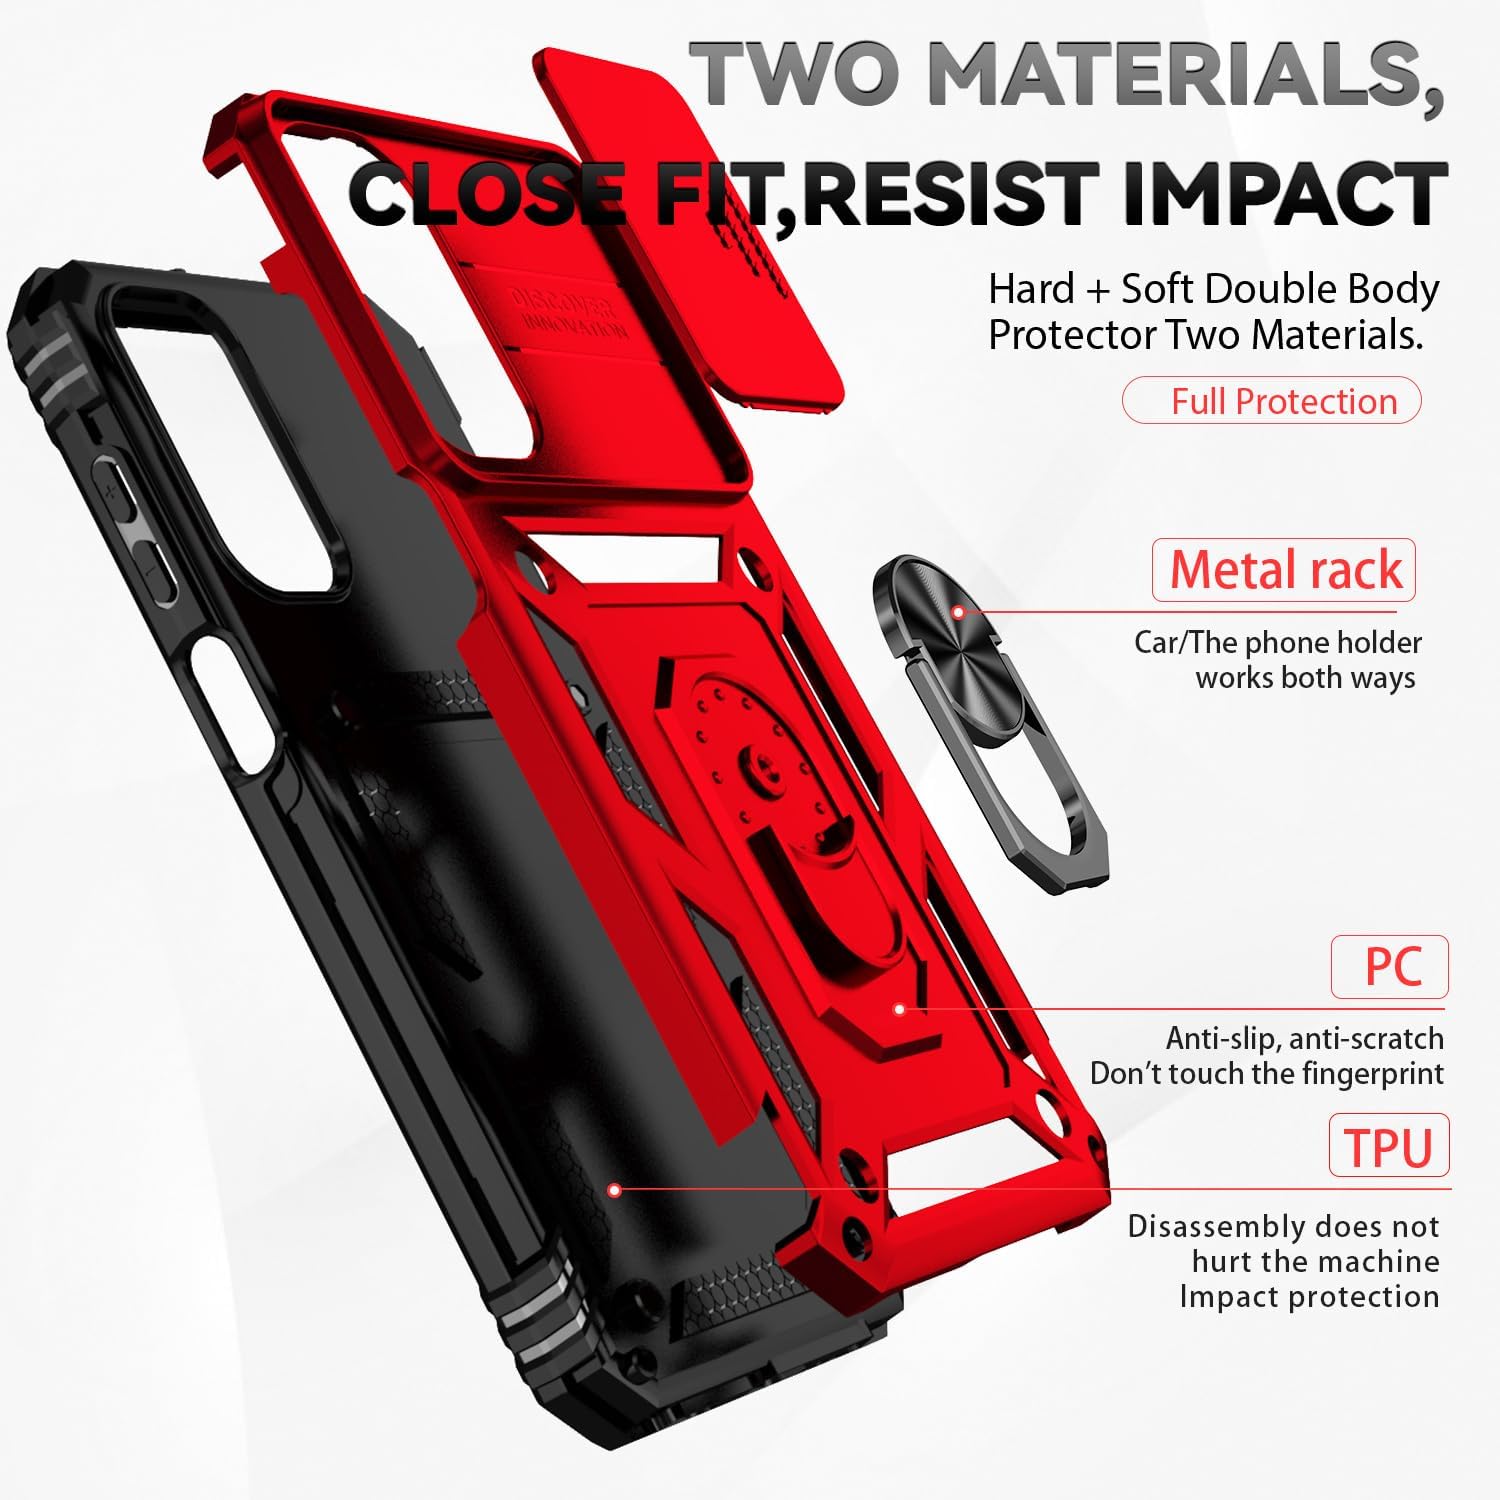 TWO MATERIALS,
CLOSE FIT,RESIST IMPACT
Hard + Soft Double Body
Protector Two Materials.
Full Protection
DISCOVER
INNOVATION
Metal rack
Car/The phone holder
works both ways
PC
Anti-slip, anti-scratch
Don't touch the fingerprint
TPU
Disassembly does not
hurt the machine
Impact protection